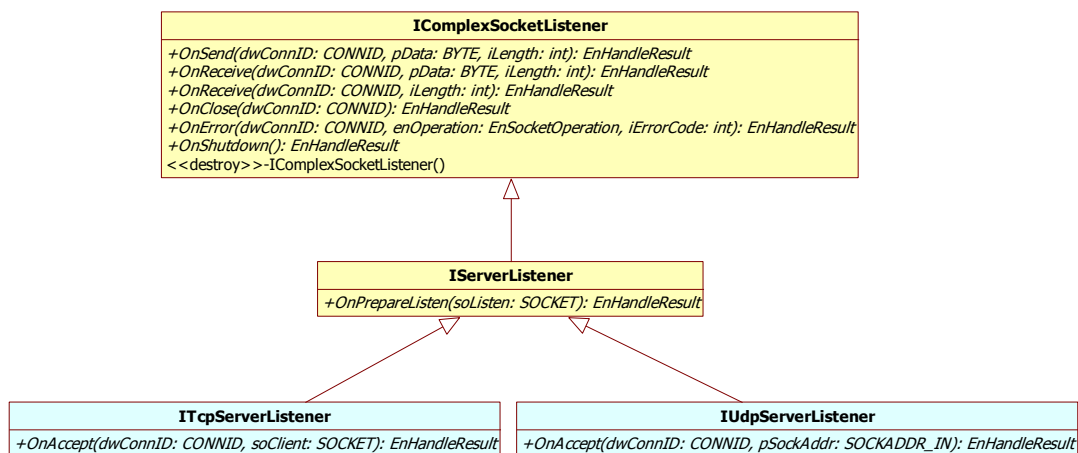 IComplexSocketListener
+OnSend(dwConnID: CONNID, pData: BYTE, iLength: int): EnHandleResult
+OnReceive(dwConnID: CONNID, pData: BYTE, iLength: int): EnHandleResult
+OnReceive(dwConnID: CONNID, iLength: int): EnHandleResult
+OnClose(dwConnID: CONNID): EnHandleResult
+OnError(dwConnID: CONNID, enOperation: EnSocketOperation, iErrorCode: int): EnHandleResult
+OnShutdown(): EnHandleResult
<<destroy>>-IComplexSocketListener()
IServerListener
+OnPrepareListen(soListen: SOCKET): EnHandleResult
ITcpServerListener
+OnAccept(dwConnID: CONNID, soClient: SOCKET): EnHandleResult
IUdpServerListener
+OnAccept(dwConnID: CONNID, pSockAddr: SOCKADDR_IN): EnHandleResult